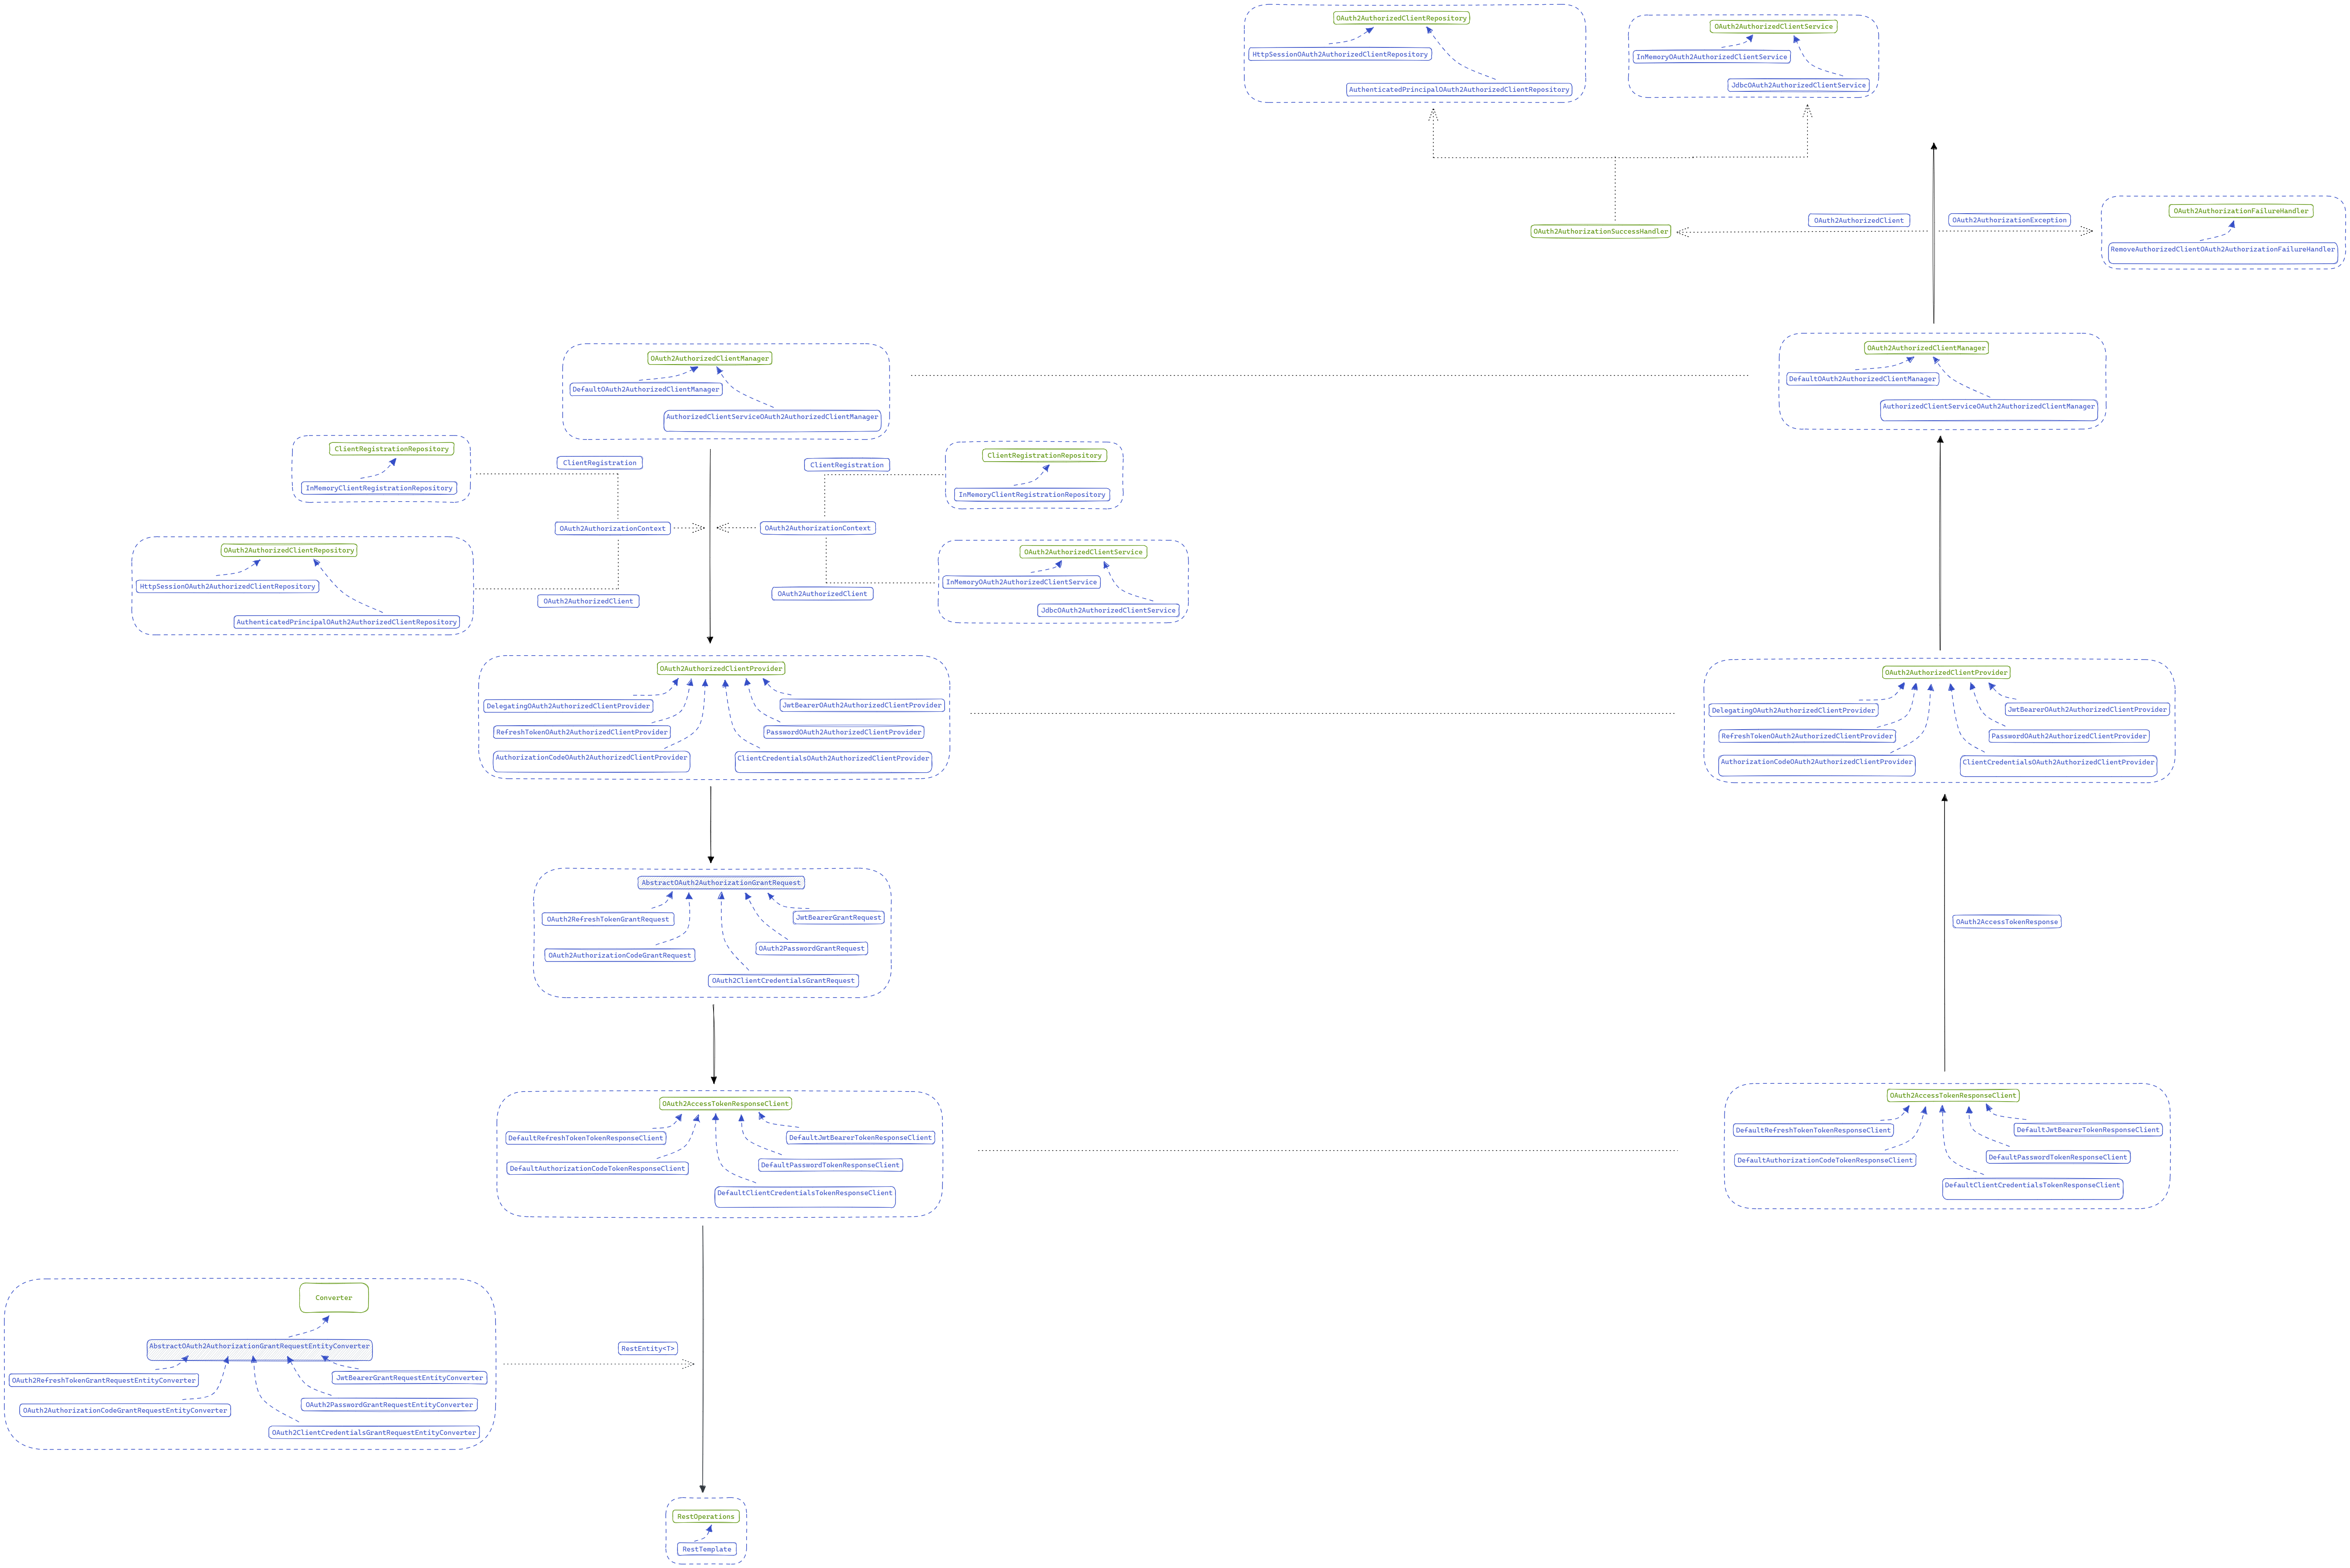 OAuth2AuthorizedClientRepository
HttpSessionOAuth2AuthorizedClientRepository
AuthenticatedPrincipalOAuth2AuthorizedClientRepository
OAuth2AuthorizedClientService
InMemoryOAuth2AuthorizedClientService
JdbcOAuth2AuthorizedClientService
OAuth2AuthorizationSuccessHandler
OAuth2AuthorizedClient
OAuth2AuthorizationException
OAuth2AuthorizationFailureHandler
RemoveAuthorizedClientOAuth2AuthorizationFailureHandler
OAuth2AuthorizedClientManager
DefaultOAuth2AuthorizedClientManager
AuthorizedClientServiceOAuth2AuthorizedClientManager
OAuth2AuthorizedClientManager
DefaultOAuth2AuthorizedClientManager
AuthorizedClientServiceOAuth2AuthorizedClientManager
ClientRegistrationRepository
InMemoryClientRegistrationRepository
ClientRegistration
ClientRegistration
ClientRegistrationRepository
InMemoryClientRegistrationRepository
OAuth2AuthorizationContext
OAuth2AuthorizationContext
OAuth2AuthorizedClientRepository
HttpSessionOAuth2AuthorizedClientRepository
AuthenticatedPrincipalOAuth2AuthorizedClientRepository
OAuth2AuthorizedClient
OAuth2AuthorizedClient
OAuth2AuthorizedClientService
InMemoryOAuth2AuthorizedClientService
JdbcOAuth2AuthorizedClientService
OAuth2AuthorizedClientProvider
DelegatingOAuth2AuthorizedClientProvider
JwtBearerOAuth2AuthorizedClientProvider
RefreshTokenOAuth2AuthorizedClientProvider
PasswordOAuth2AuthorizedClientProvider
AuthorizationCodeOAuth2AuthorizedClientProvider
ClientCredentialsOAuth2AuthorizedClientProvider
OAuth2AuthorizedClientProvider
DelegatingOAuth2AuthorizedClientProvider
JwtBearerOAuth2AuthorizedClientProvider
RefreshTokenOAuth2AuthorizedClientProvider
PasswordOAuth2AuthorizedClientProvider
AuthorizationCodeOAuth2AuthorizedClientProvider
ClientCredentialsOAuth2AuthorizedClientProvider
AbstractOAuth2AuthorizationGrantRequest
OAuth2RefreshTokenGrantRequest
JwtBearerGrantRequest
OAuth2PasswordGrantRequest
OAuth2AuthorizationCodeGrantRequest
OAuth2ClientCredentialsGrantRequest
OAuth2AccessTokenResponse
OAuth2AccessTokenResponseClient
DefaultRefreshTokenTokenResponseClient
DefaultJwtBearerTokenResponseClient
DefaultPasswordTokenResponseClient
DefaultAuthorizationCodeTokenResponseClient
DefaultClientCredentialsTokenResponseClient
OAuth2AccessTokenResponseClient
DefaultRefreshTokenTokenResponseClient
DefaultJwtBearerTokenResponseClient
DefaultPasswordTokenResponseClient
DefaultAuthorizationCodeTokenResponseClient
DefaultClientCredentialsTokenResponseClient
Converter
AbstractOAuth2AuthorizationGrantRequestEntityConverter
OAuth2RefreshTokenGrantRequestEntityConverter
JwtBearerGrantRequestEntityConverter
OAuth2PasswordGrantRequestEntityConverter
OAuth2AuthorizationCodeGrantRequestEntityConverter
OAuth2ClientCredentialsGrantRequestEntityConverter
RestEntity<T>
RestOperations
RestTemplate